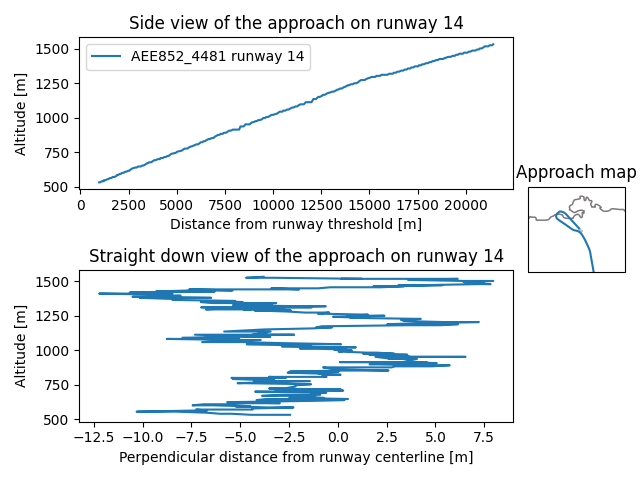 Side view of the approach on runway 14
AEE852_4481 runway 14
Altitude [m]
1500
1250
1000
750
500
0 2500 5000 7500 10000 12500 15000 17500 20000
Distance from runway threshold [m]
Approach map
Straight down view of the approach on runway 14
Altitude [m]
1500
1250
1000
750
500
−12.5 −10.0 −7.5 −5.0 −2.5 0.0 2.5 5.0 7.5
Perpendicular distance from runway centerline [m]